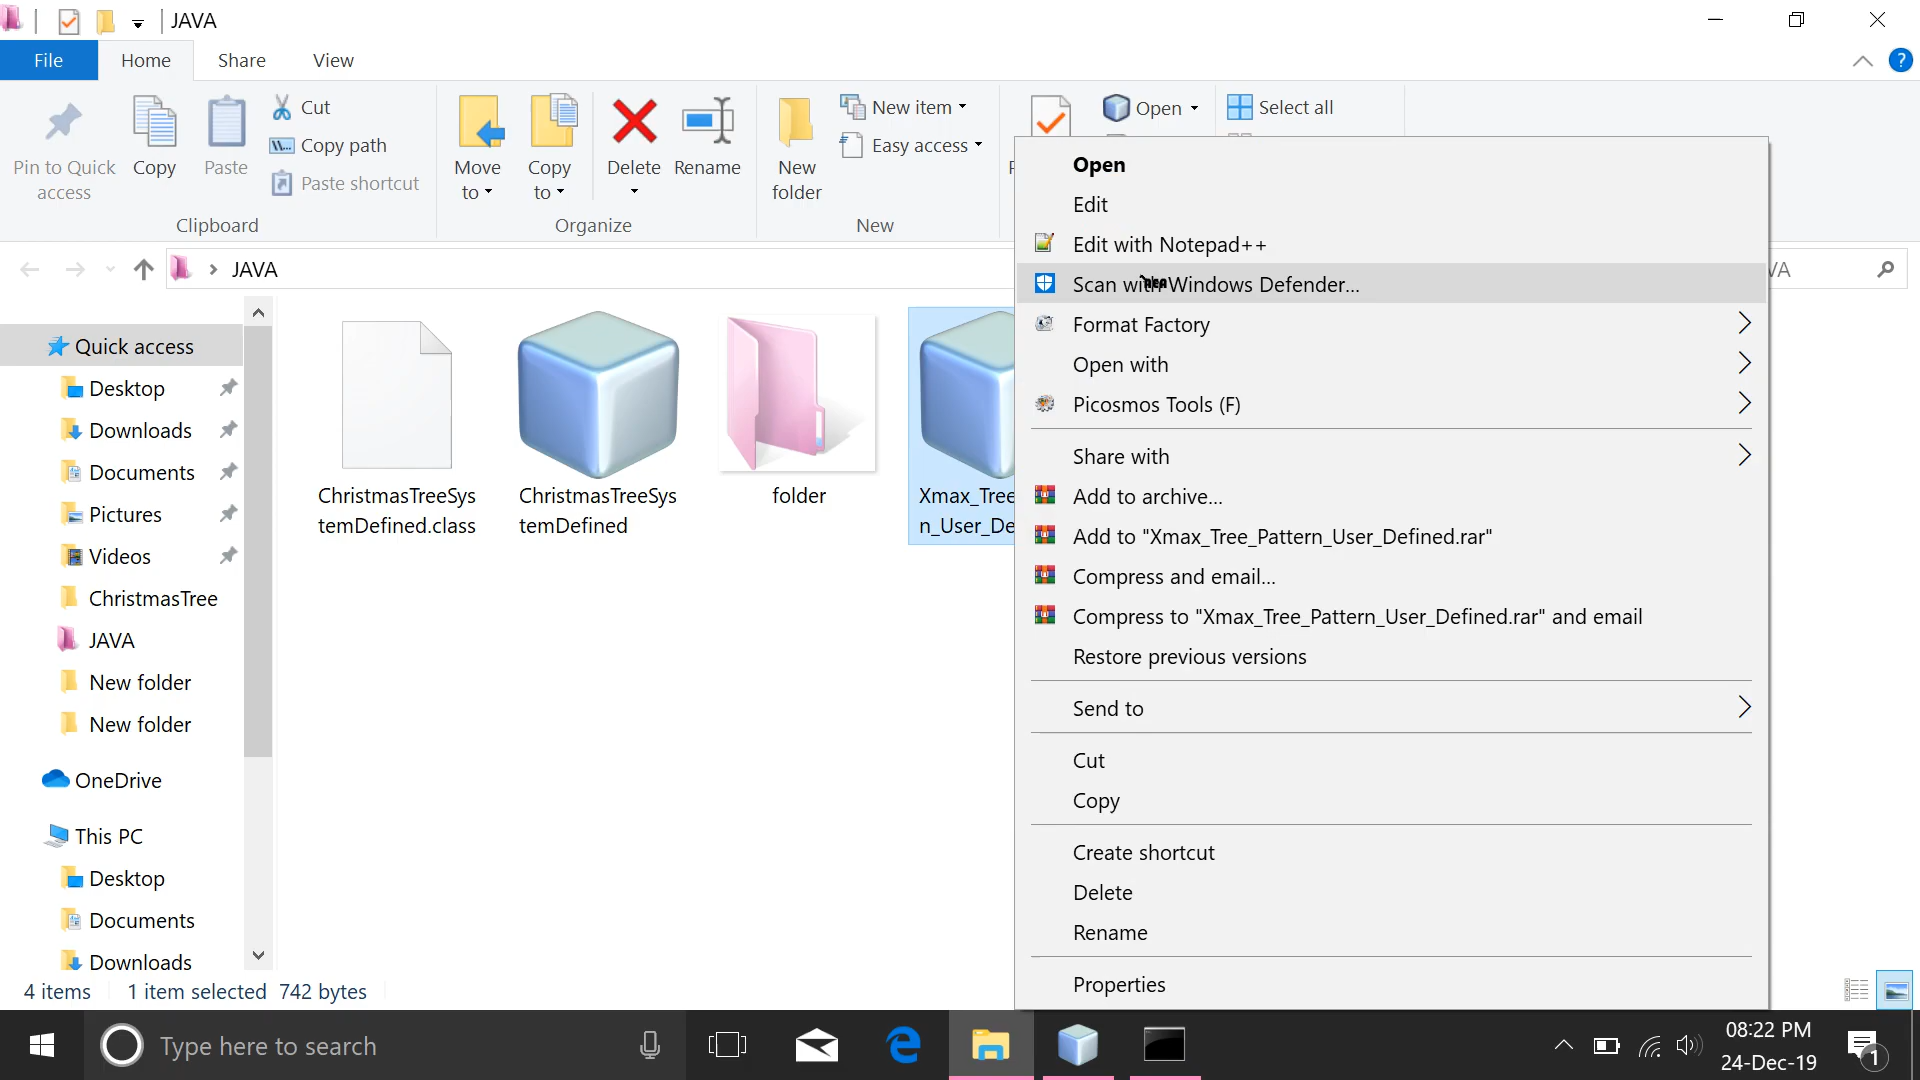 JAVA
File
Home
Share
View
Pin to Quick
access
Copy
Paste
Cut
Copy path
Paste shortcut
Clipboard
Move
to
Copy
to
Delete
Rename
Organize
New
folder
New item
Easy access
New
Open
Select all
JAVA
Quick access
Desktop
Downloads
Documents
Pictures
Videos
ChristmasTree
JAVA
New folder
New folder
OneDrive
This PC
Desktop
Documents
Downloads
ChristmasTreeSys
temDefined.class
ChristmasTreeSys
temDefined
folder
Xmax_Tree
n_User_De
Open
Edit
Edit with Notepad++
Scan with Windows Defender...
Format Factory
Open with
Picosmos Tools (F)
Share with
Add to archive...
Add to "Xmax_Tree_Pattern_User_Defined.rar"
Compress and email...
Compress to "Xmax_Tree_Pattern_User_Defined.rar" and email
Restore previous versions
Send to
Cut
Copy
Create shortcut
Delete
Rename
Properties
4 items
1 item selected 742 bytes
Type here to search
08:22 PM
24-Dec-19
1